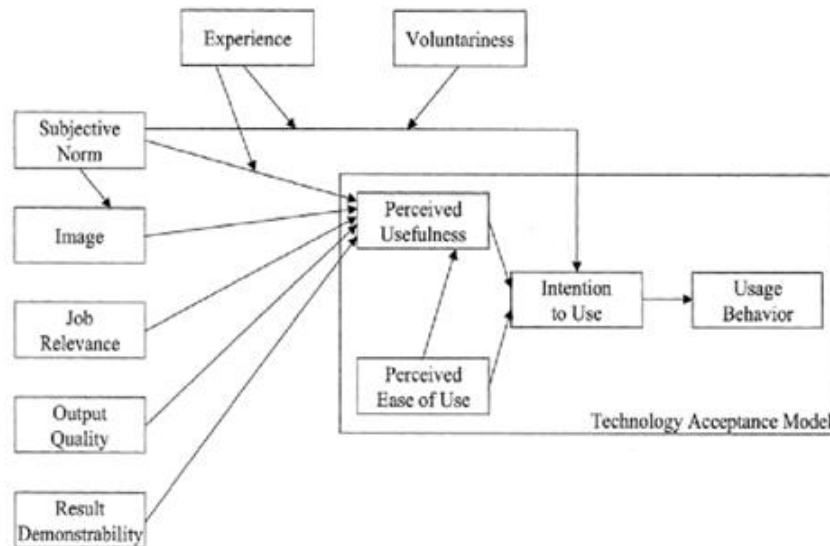 Experience
Voluntariness
Subjective
Norm
Image
Job
Relevance
Output
Quality
Result
Demonstrability
Perceived
Usefulness
Perceived
Ease of Use
Intention
to Use
Usage
Behavior
Technology Acceptance Model